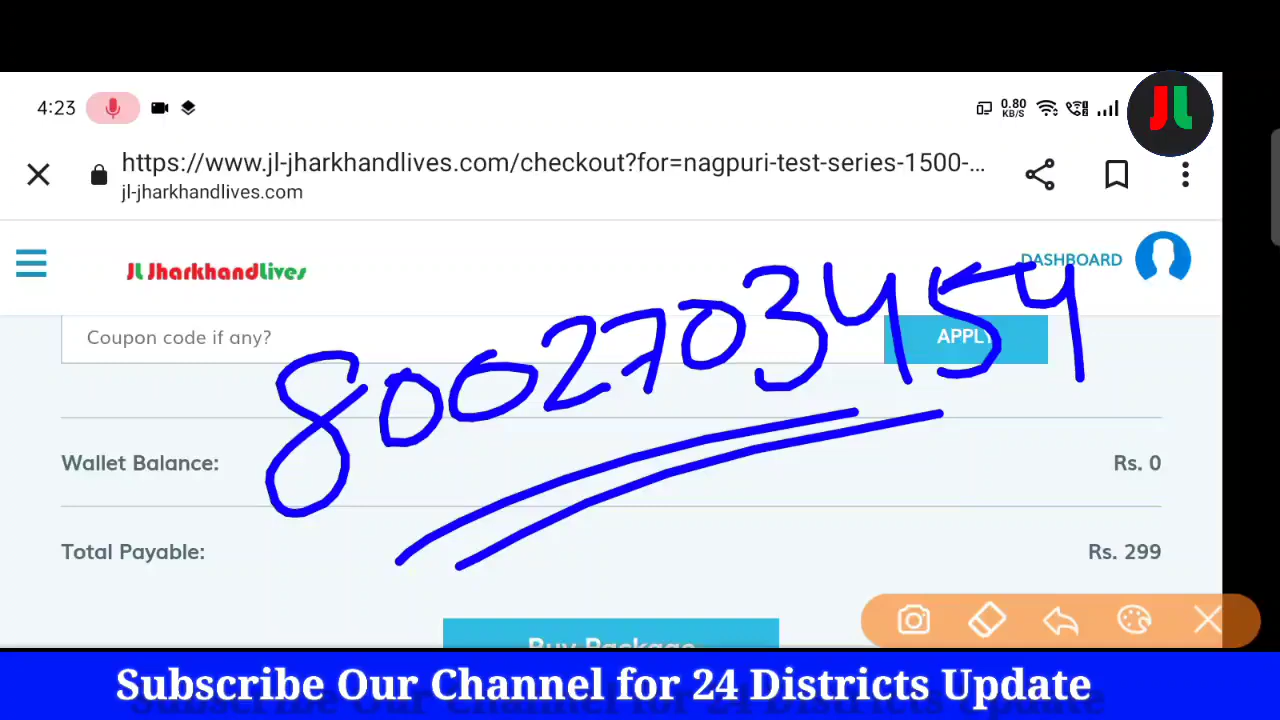 4:23
0.80
KB/S
JL
https://www.jl-jharkhandlives.com/checkout?for=nagpuri-test-series-1500-...
jl-jharkhandlives.com
JL JharkhandLives
DASHBOARD
Coupon code if any?
APPLY
8002703454
Wallet Balance:
Rs. 0
Total Payable:
Rs. 299
Buy Package
Subscribe Our Channel for 24 Districts Update